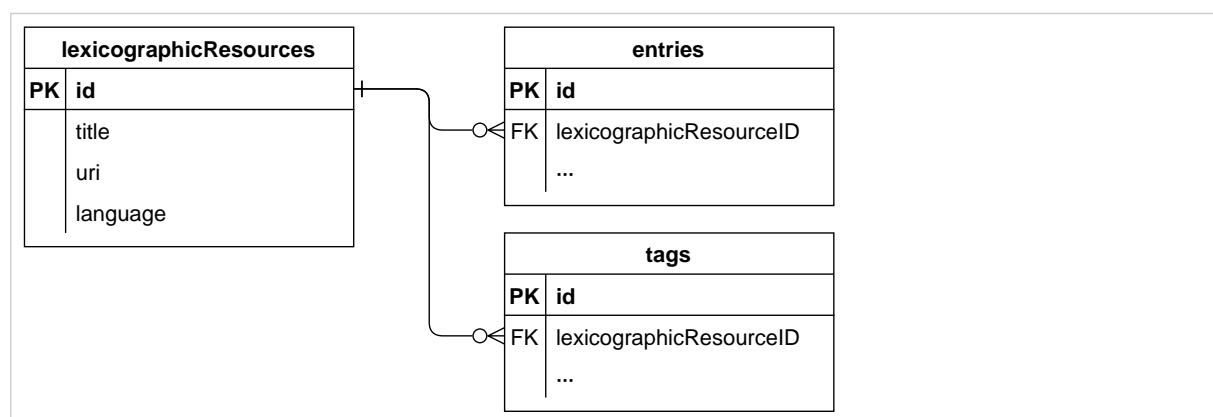 lexicographicResources
PK id
title
uri
language
entries
PK id
FK lexicographicResourceID
...
tags
PK id
FK lexicographicResourceID
...